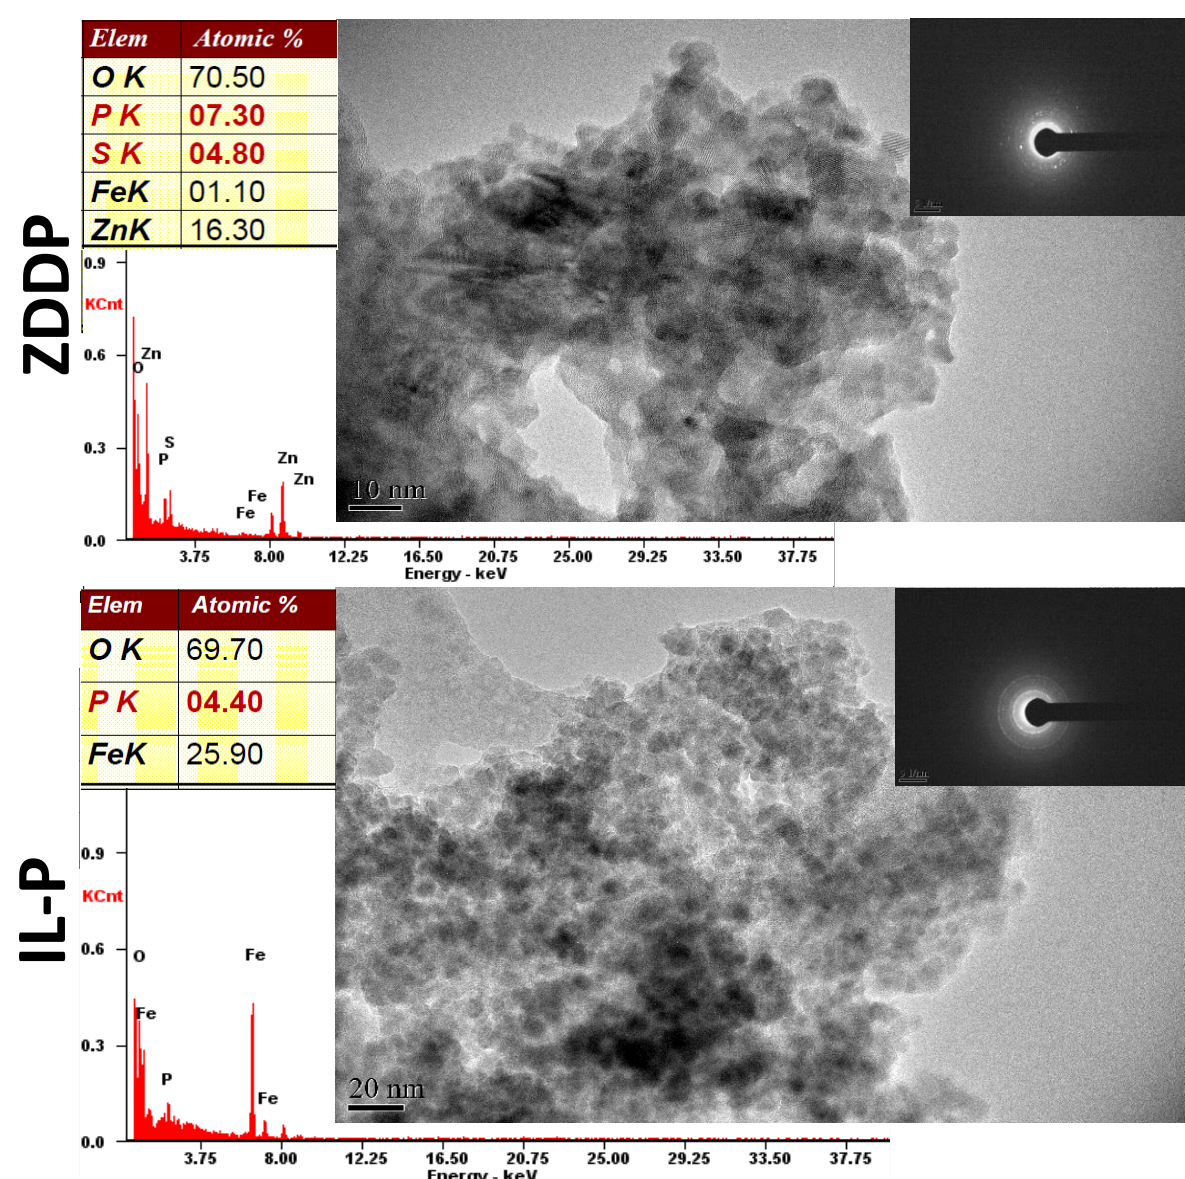 ZDDP
Elem Atomic %
O K 70.50
P K 07.30
S K 04.80
FeK 01.10
ZnK 16.30
0.9
KCnt
0.6
Zn
O
S
P
0.3
Zn
Zn
Fe
Fe
0.0
3.75 8.00 12.25 16.50 20.75 25.00 29.25 33.50 37.75
Energy - keV
10 nm
IL-P
Elem Atomic %
O K 69.70
P K 04.40
FeK 25.90
0.9
KCnt
0.6
O
Fe
Fe
0.3
P
Fe
0.0
3.75 8.00 12.25 16.50 20.75 25.00 29.25 33.50 37.75
Energy - keV
20 nm